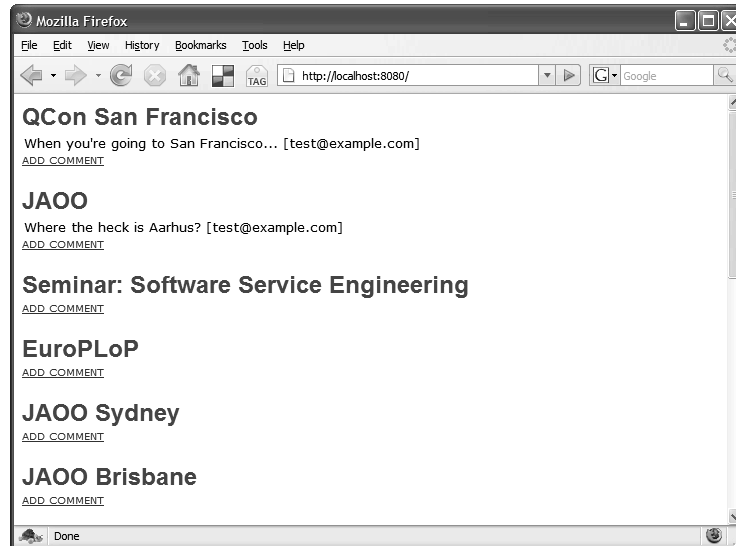 Mozilla Firefox
File Edit View History Bookmarks Tools Help
TAG http://localhost:8080/ G Google
QCon San Francisco
When you're going to San Francisco... [test@example.com]
ADD COMMENT
JAOO
Where the heck is Aarhus? [test@example.com]
ADD COMMENT
Seminar: Software Service Engineering
ADD COMMENT
EuroPLoP
ADD COMMENT
JAOO Sydney
ADD COMMENT
JAOO Brisbane
ADD COMMENT
Done